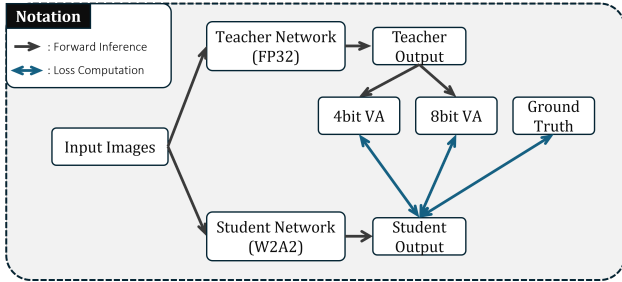 Notation
: Forward Inference
: Loss Computation
Teacher Network
(FP32)
Teacher
Output
4bit VA
8bit VA
Ground
Truth
Input Images
Student Network
(W2A2)
Student
Output